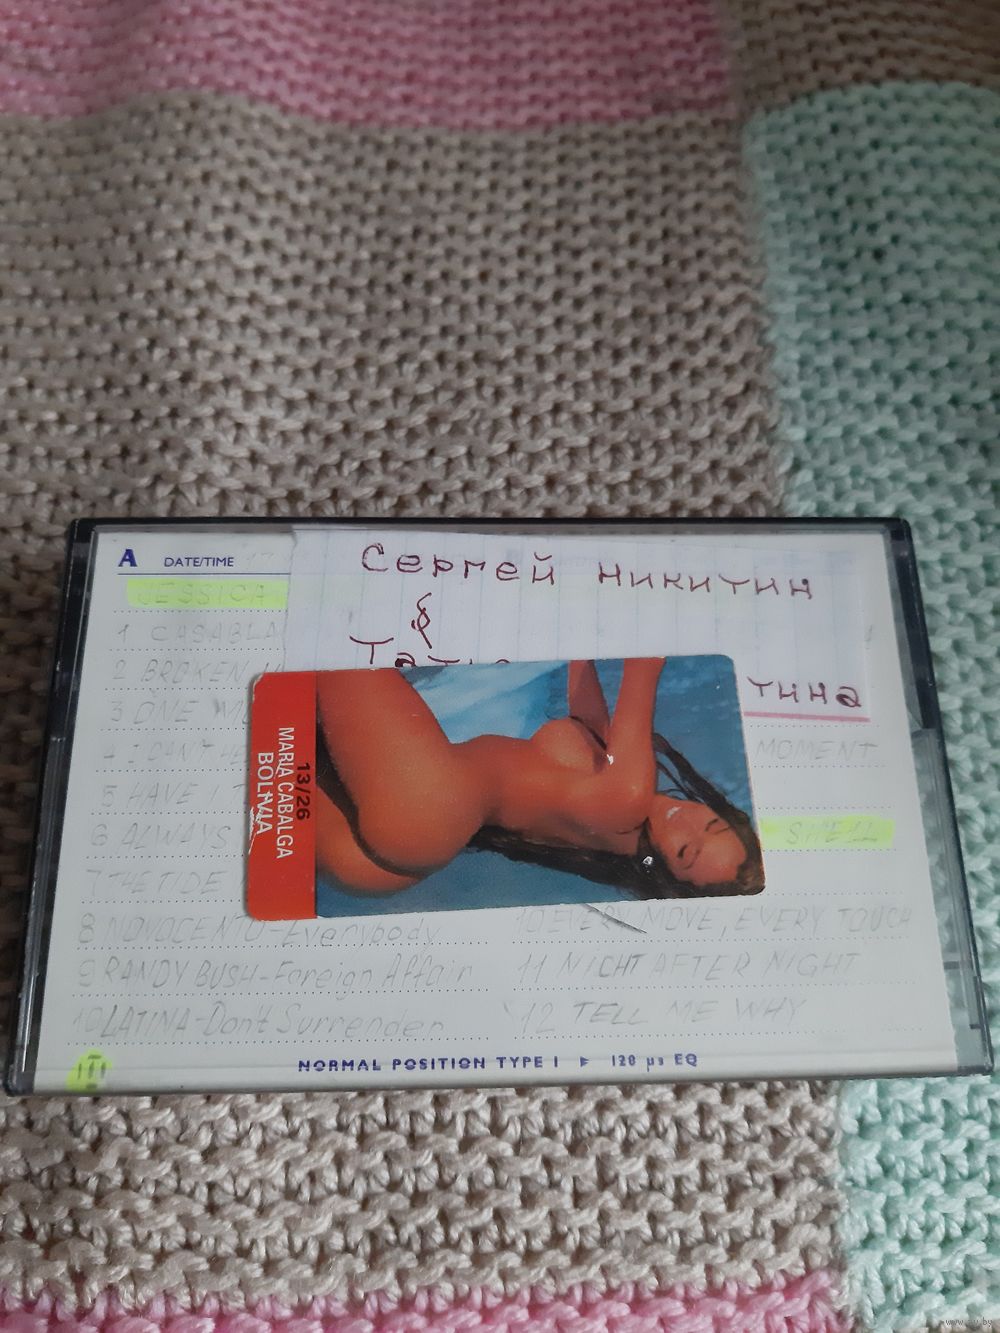 A DATE/TIME
Сергей Никитин
JESSICA
&
1 CASABLA
2 BROKEN
тина
3 ONE
4 I CAN'T
MOMENT
MARIA CABALGA
BOLIVIA
13/26
5 HAVE I
6 ALWAYS
7 THE TIDE
8 NOVOCENTO-Everybody
10 EVERY MOVE, EVERY TOUCH
9 RANDY BUSH-Foreign Affair
11 NIGHT AFTER NIGHT
10 LATINA-Don't Surrender
12 TELL ME WHY
NORMAL POSITION TYPE I ► 120 µs EQ